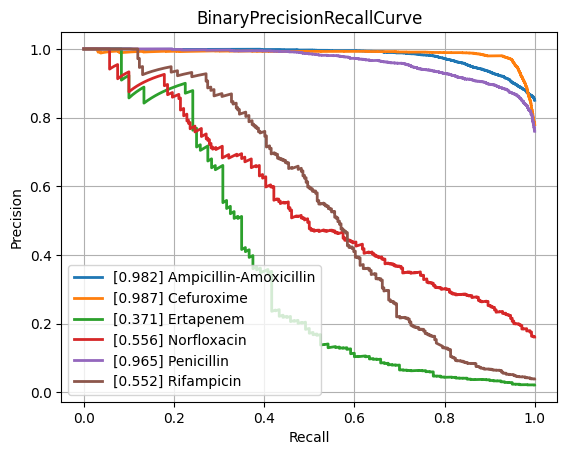 BinaryPrecisionRecallCurve
Precision
1.0
0.8
0.6
0.4
0.2
0.0
[0.982] Ampicillin-Amoxicillin
[0.987] Cefuroxime
[0.371] Ertapenem
[0.556] Norfloxacin
[0.965] Penicillin
[0.552] Rifampicin
0.0 0.2 0.4 0.6 0.8 1.0
Recall